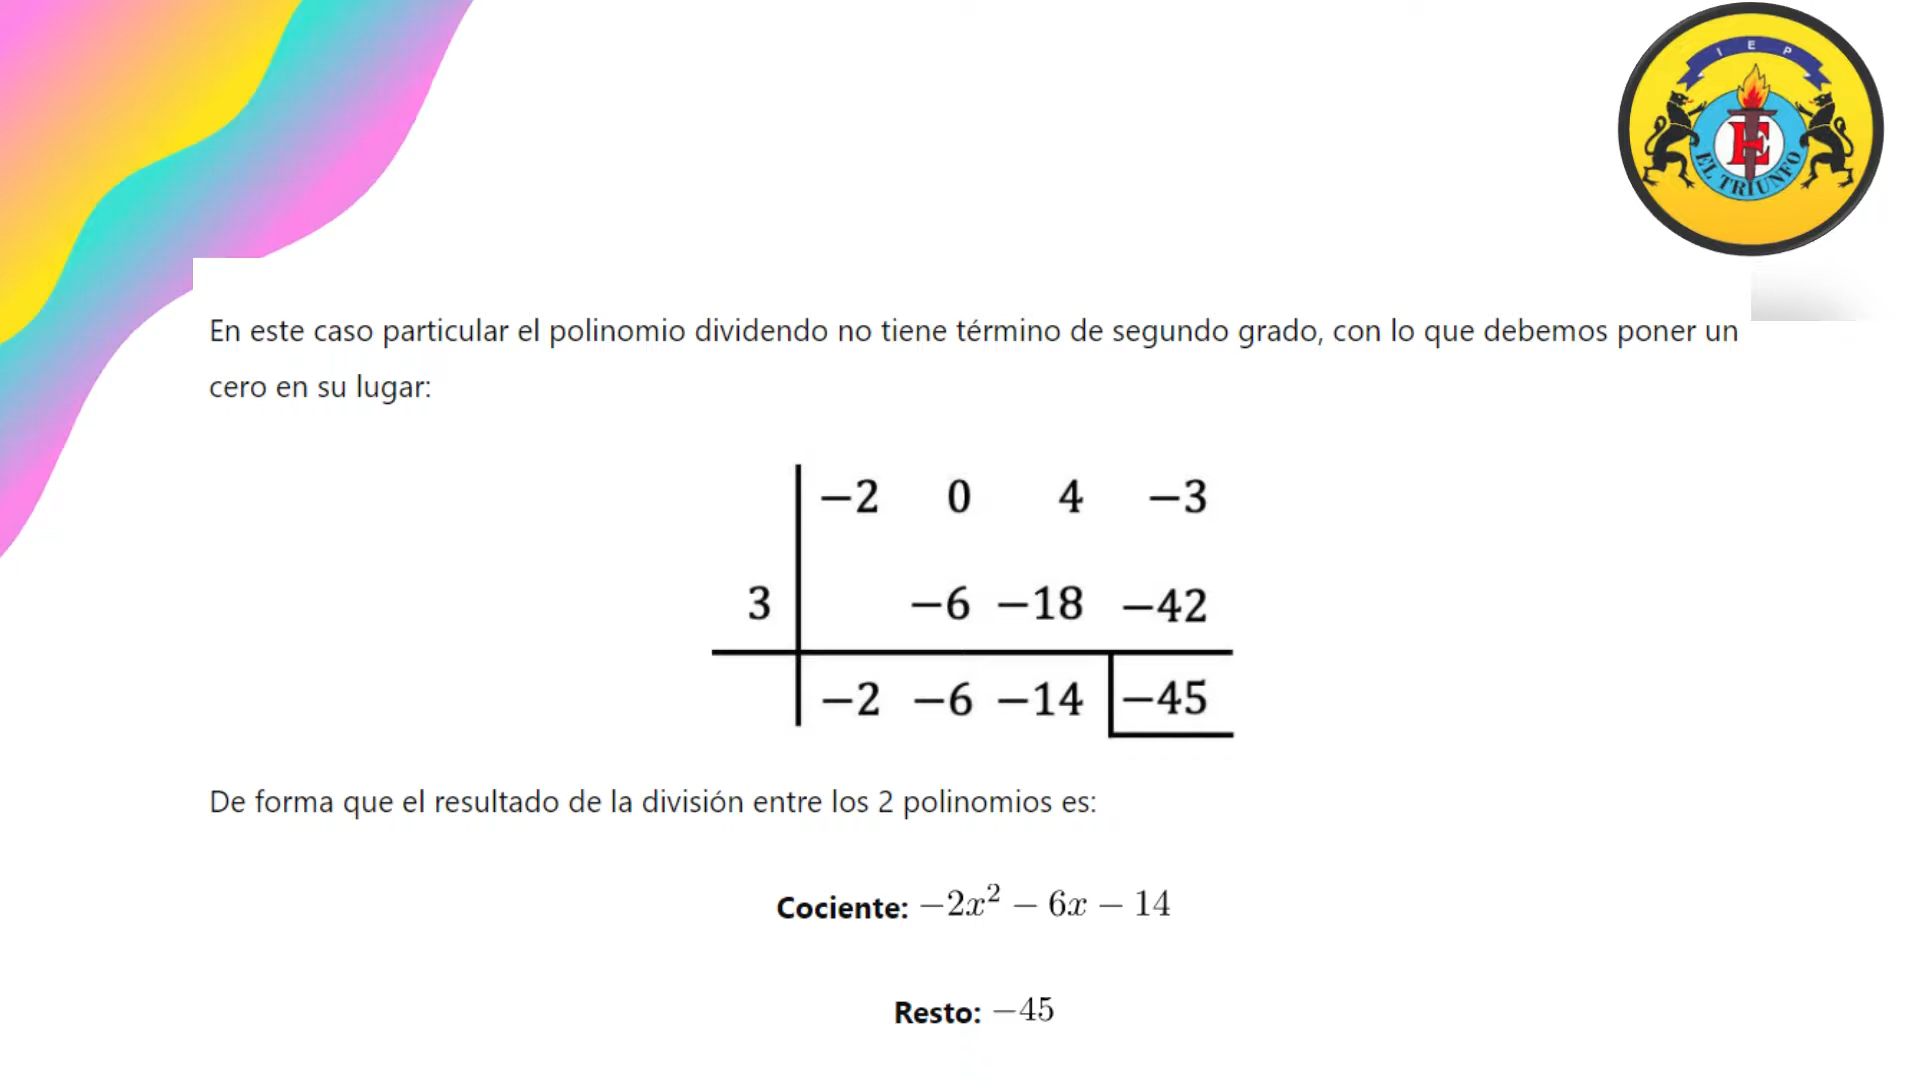 I E P
EL TRIUNFO
E
En este caso particular el polinomio dividendo no tiene término de segundo grado, con lo que debemos poner un
cero en su lugar:
−2 0 4 −3
3 −6 −18 −42
−2 −6 −14 −45
De forma que el resultado de la división entre los 2 polinomios es:
Cociente: −2x² − 6x − 14
Resto: −45